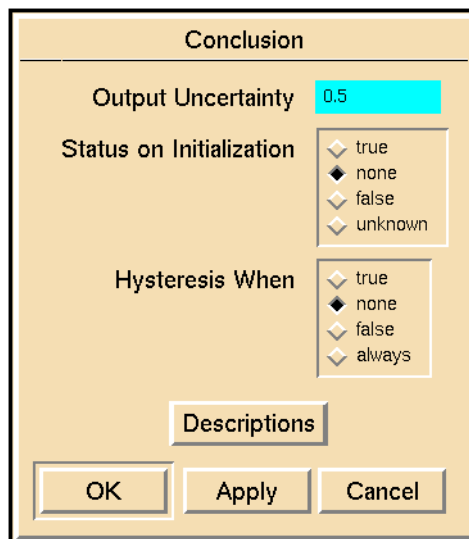 Conclusion
Output Uncertainty 0.5
Status on Initialization true
none
false
unknown
Hysteresis When true
none
false
always
Descriptions
OK Apply Cancel